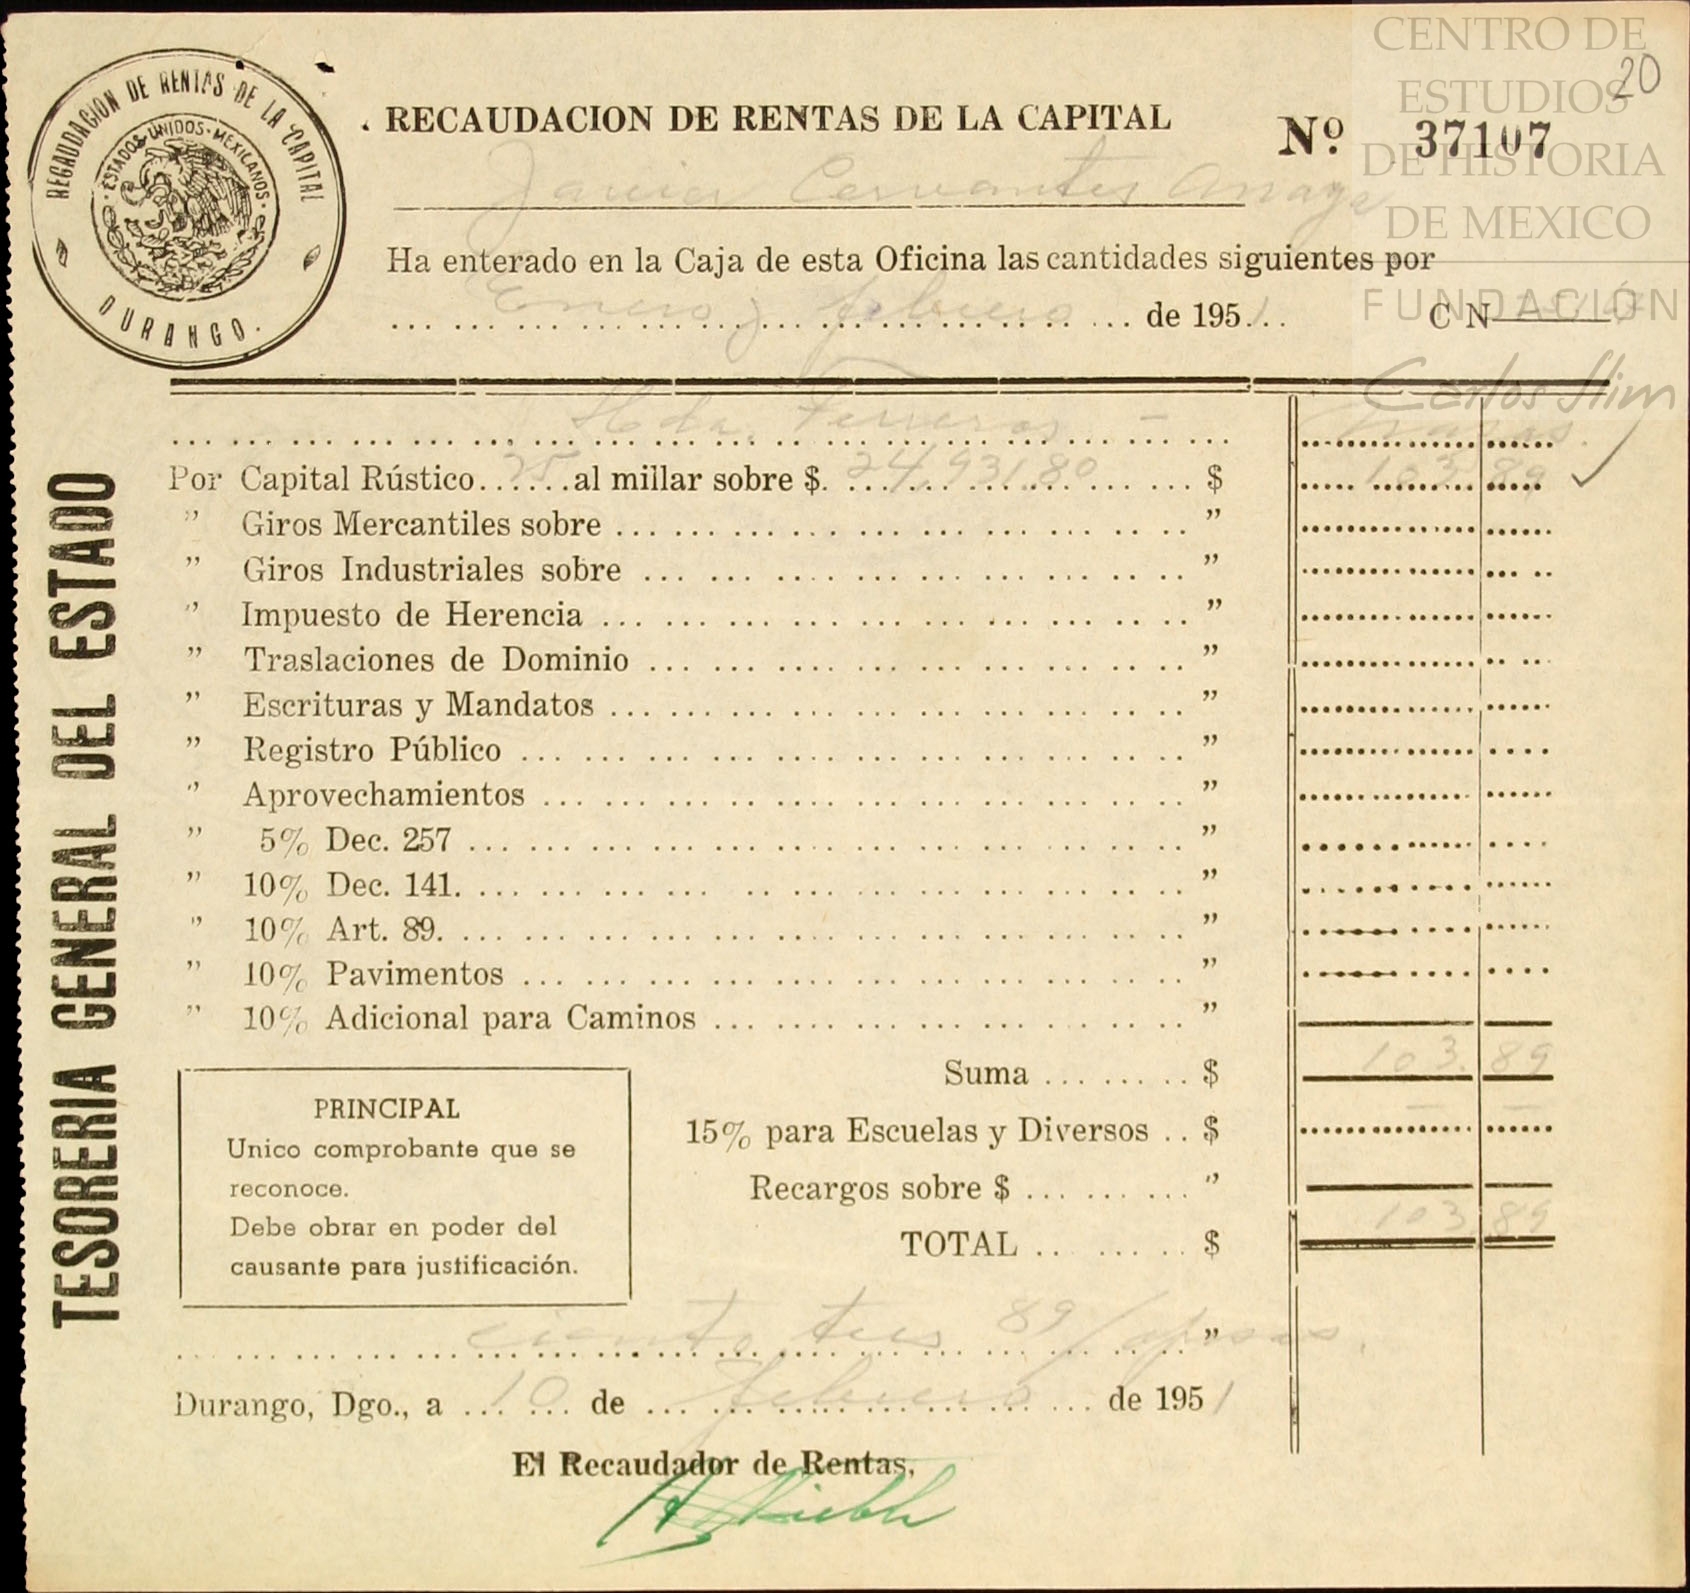 CENTRO DE
ESTUDIOS
DE HISTORIA
DE MEXICO
FUNDACIÓN
Carlos Slim
20
REGAUDAGION DE RENTAS DE LA CAPITAL
ESTADOS UNIDOS MEXICANOS
DURANGO.
RECAUDACION DE RENTAS DE LA CAPITAL
Nº 37107
Javier Cervantes Anaya
Ha enterado en la Caja de esta Oficina las cantidades siguientes por
Enero y febrero de 1951 C N
Hda. Ferreros
TESORERIA GENERAL DEL ESTADO
Por Capital Rústico 25 al millar sobre $. 24,931.80 $ 103 89
" Giros Mercantiles sobre "
" Giros Industriales sobre "
" Impuesto de Herencia "
" Traslaciones de Dominio "
" Escrituras y Mandatos "
" Registro Público "
" Aprovechamientos "
" 5% Dec. 257 "
" 10% Dec. 141. "
" 10% Art. 89. "
" 10% Pavimentos "
" 10% Adicional para Caminos "
Suma $ 103. 89
15% para Escuelas y Diversos $ — —
Recargos sobre $ "
TOTAL $ 103 89
PRINCIPAL
Unico comprobante que se
reconoce.
Debe obrar en poder del
causante para justificación.
ciento tres 89/ pesos. "
Durango, Dgo., a 10 de febrero de 1951
El Recaudador de Rentas,